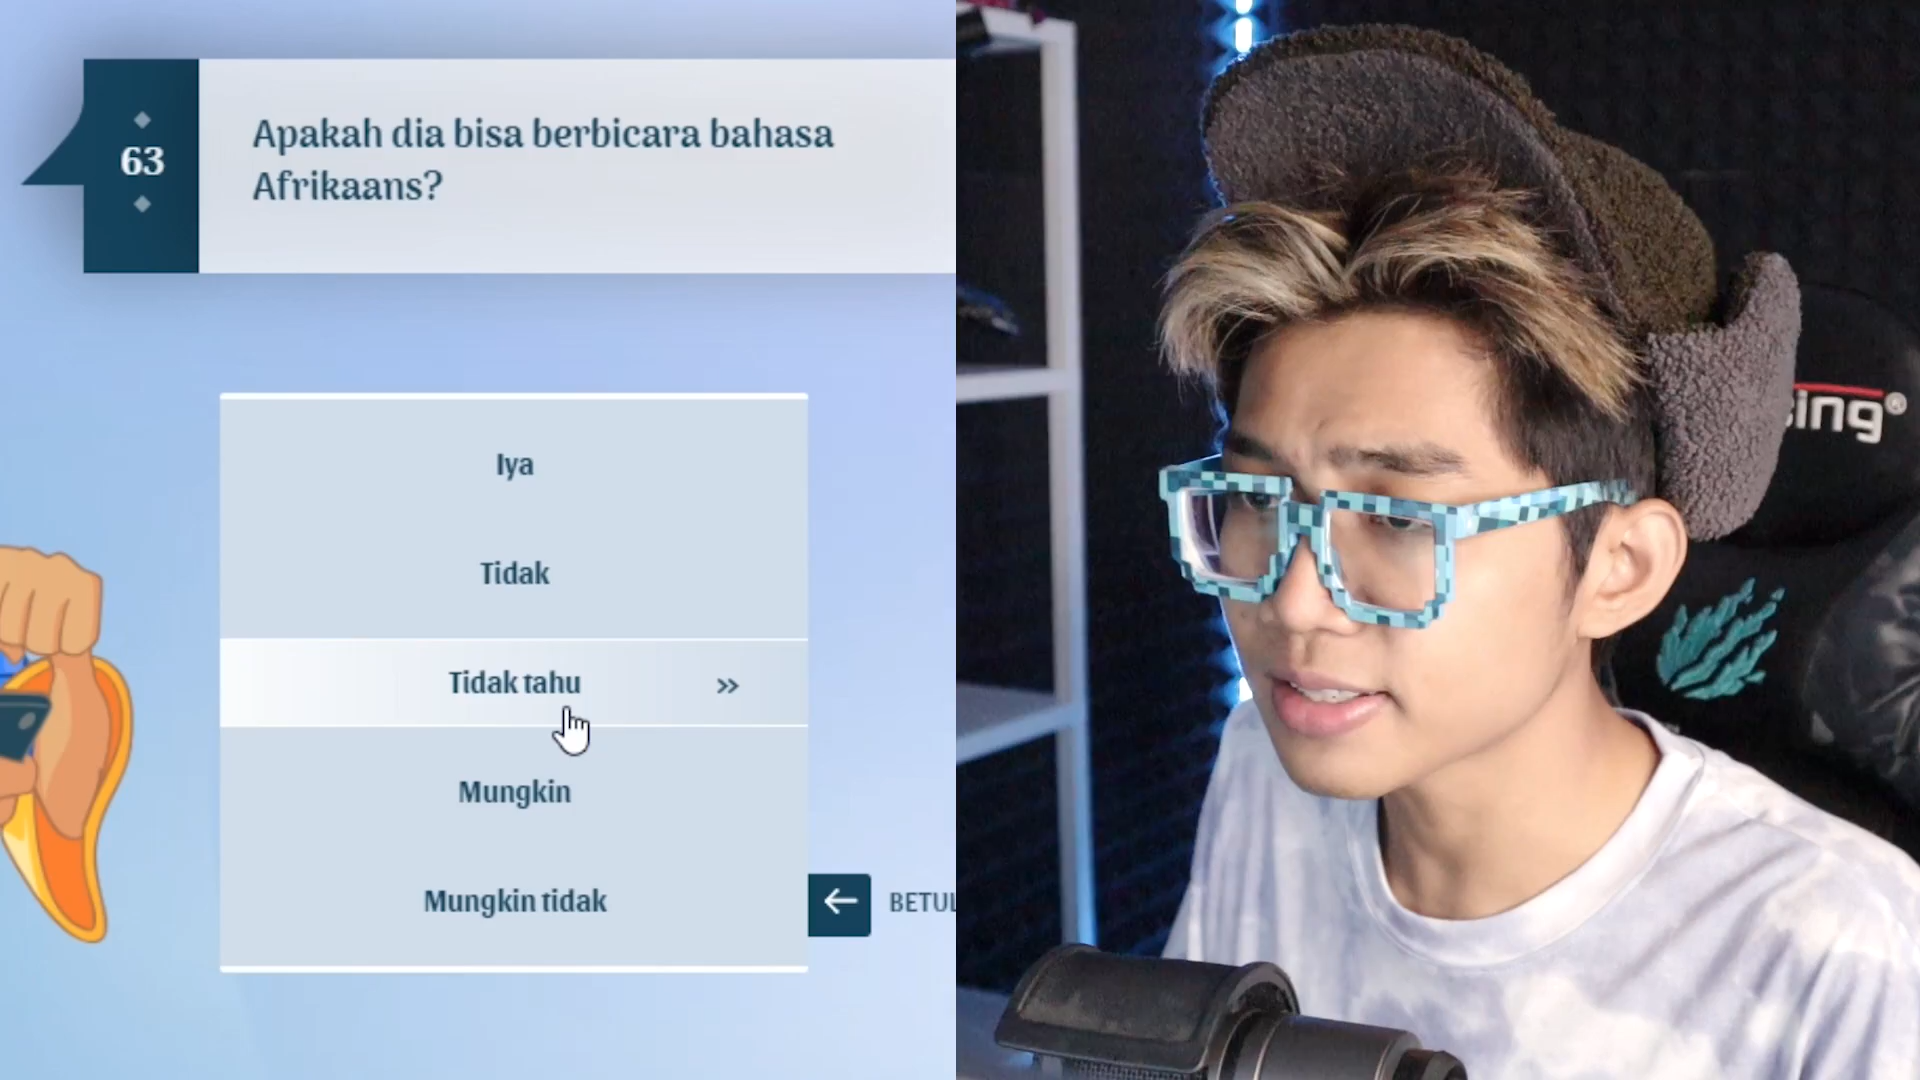 63
Apakah dia bisa berbicara bahasa
Afrikaans?
Iya
Tidak
Tidak tahu
Mungkin
Mungkin tidak
BETUL
ing®